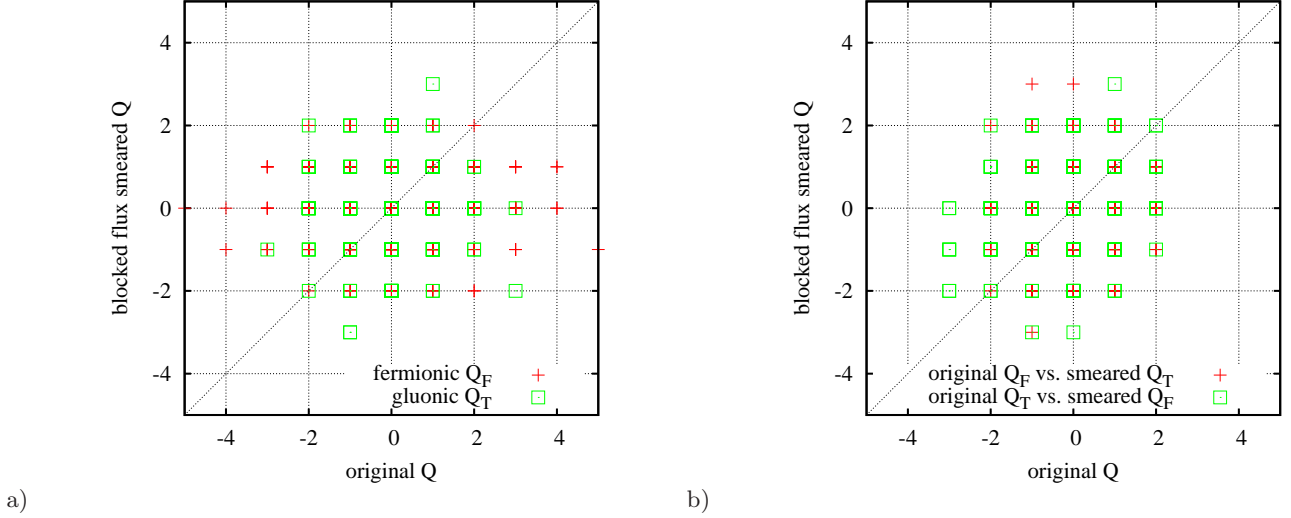 blocked flux smeared Q
4
2
0
-2
-4
fermionic Q_F
gluonic Q_T
-4 -2 0 2 4
original Q
a)
blocked flux smeared Q
4
2
0
-2
-4
original Q_F vs. smeared Q_T
original Q_T vs. smeared Q_F
-4 -2 0 2 4
original Q
b)